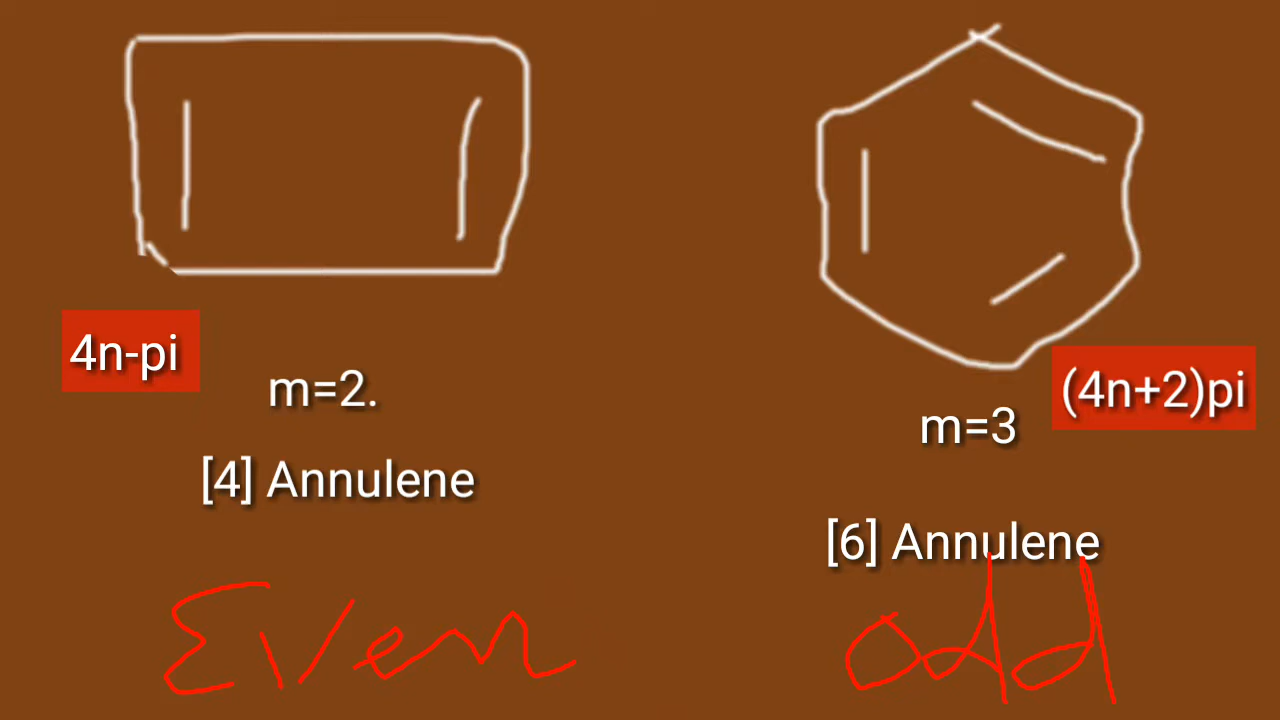 4n-pi
m=2.
[4] Annulene
Even
(4n+2)pi
m=3
[6] Annulene
odd